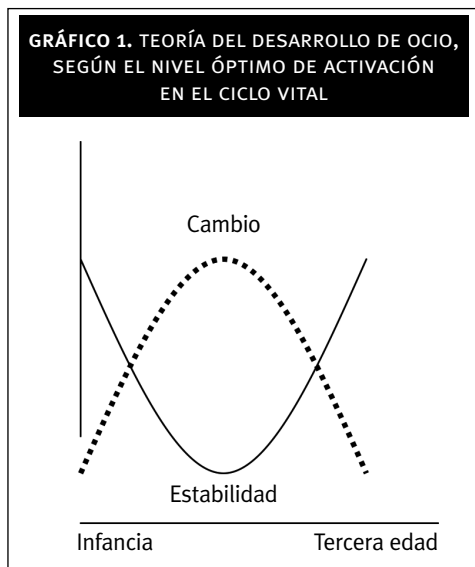 GRÁFICO 1. TEORÍA DEL DESARROLLO DE OCIO,
SEGÚN EL NIVEL ÓPTIMO DE ACTIVACIÓN
EN EL CICLO VITAL
Cambio
Estabilidad
Infancia Tercera edad